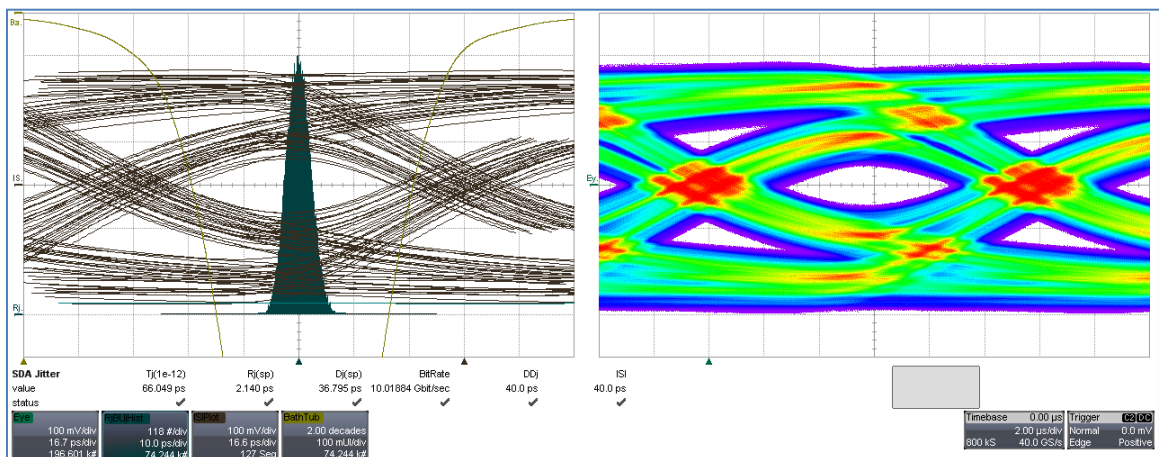 Ba.
IS.
Rj.
Ey.
SDA Jitter Tj(1e-12) Rj(sp) Dj(sp) BitRate DDj ISI
value 66.049 ps 2.140 ps 36.795 ps 10.01884 Gbit/sec 40.0 ps 40.0 ps
status
Eye RjBUjHist ISIPlot BathTub
100 mV/div 118 #/div 100 mV/div 2.00 decades
16.7 ps/div 10.0 ps/div 16.6 ps/div 100 mUI/div
196.601 k# 74.244 k# 127 Seg 74.244 k#
Timebase 0.00 µs Trigger C2 DC
2.00 µs/div Normal 0.0 mV
800 kS 40.0 GS/s Edge Positive